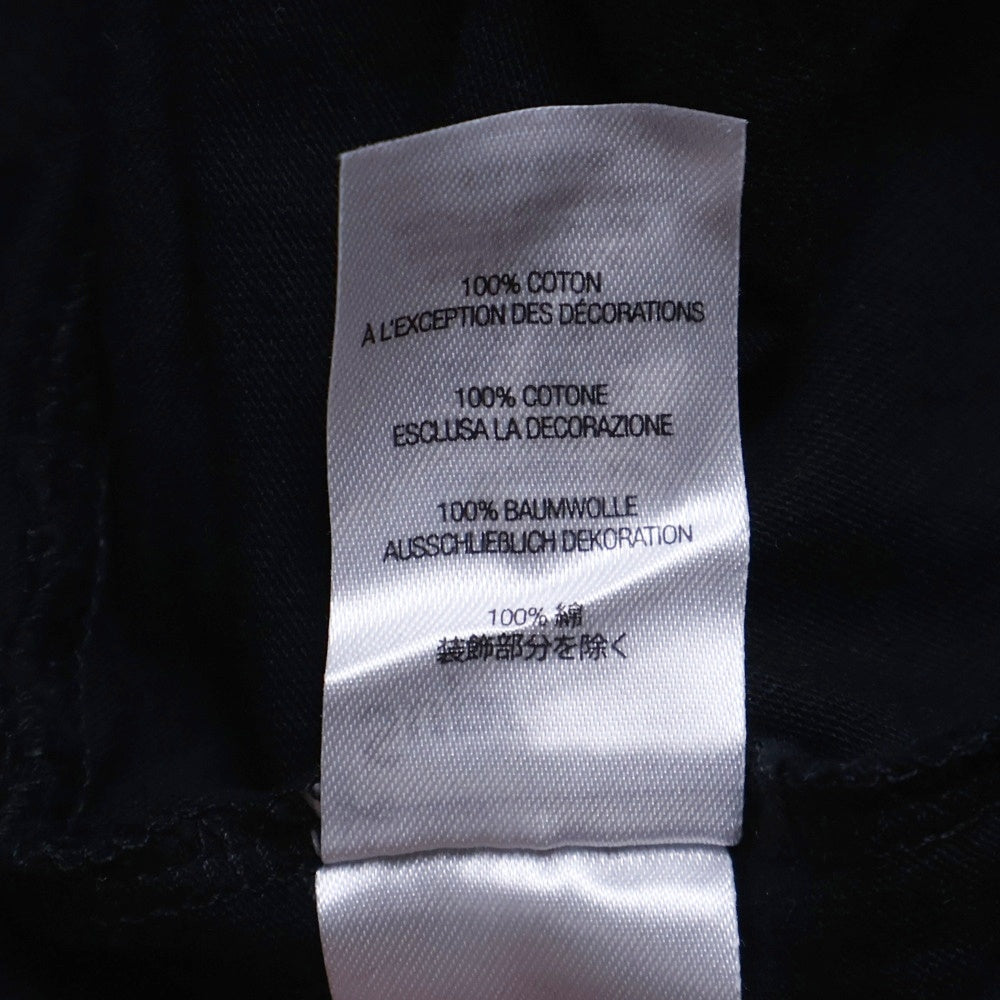 100% COTON
À L'EXCEPTION DES DÉCORATIONS
100% COTONE
ESCLUSA LA DECORAZIONE
100% BAUMWOLLE
AUSSCHLIEßLICH DEKORATION
100% 綿
装飾部分を除く